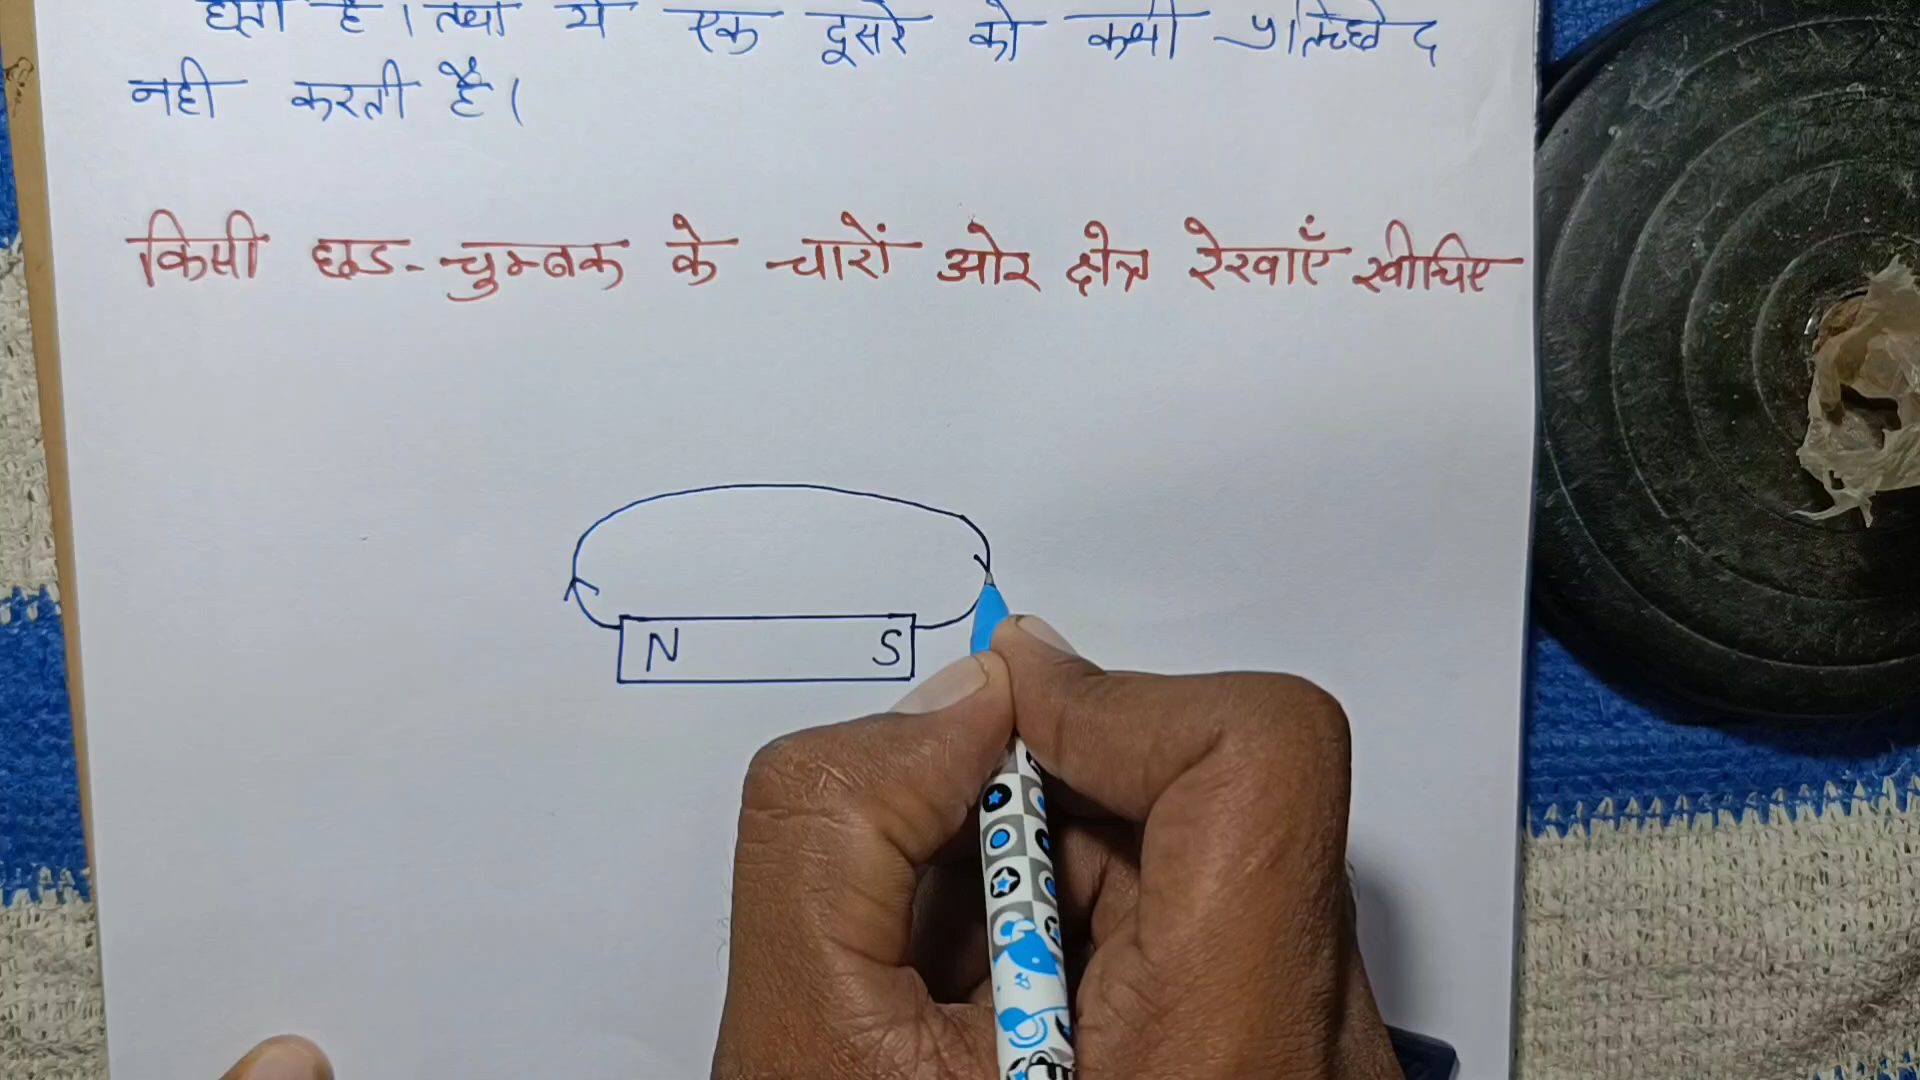 है। तथा ये एक दूसरे को कभी प्रतिच्छेद
नही करती है।
किसी छड-चुम्बक के चारों ओर क्षेत्र रेखाएँ खीचिए
N S